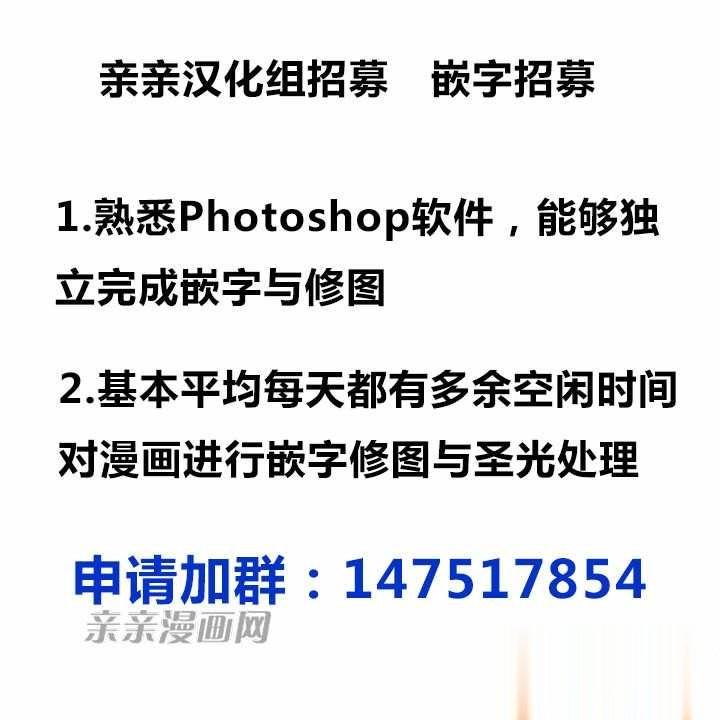 亲亲汉化组招募 嵌字招募
1.熟悉Photoshop软件，能够独
立完成嵌字与修图
2.基本平均每天都有多余空闲时间
对漫画进行嵌字修图与圣光处理
申请加群：147517854
亲亲漫画网